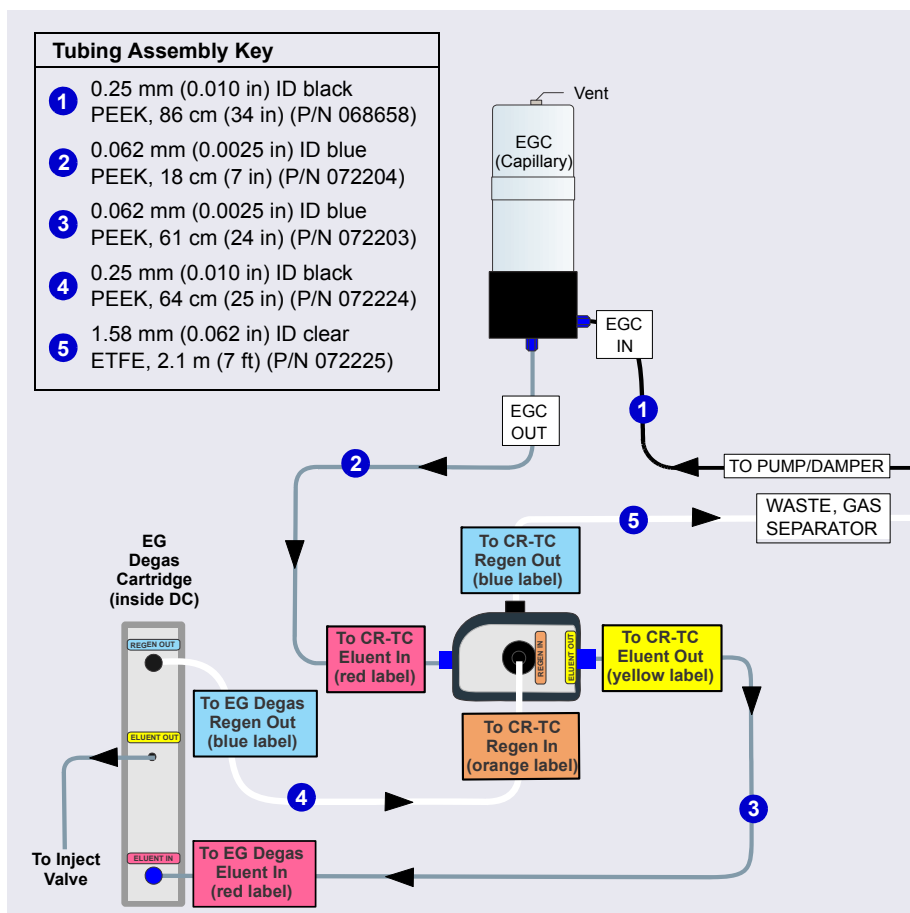 Tubing Assembly Key
1 0.25 mm (0.010 in) ID black
PEEK, 86 cm (34 in) (P/N 068658)
2 0.062 mm (0.0025 in) ID blue
PEEK, 18 cm (7 in) (P/N 072204)
3 0.062 mm (0.0025 in) ID blue
PEEK, 61 cm (24 in) (P/N 072203)
4 0.25 mm (0.010 in) ID black
PEEK, 64 cm (25 in) (P/N 072224)
5 1.58 mm (0.062 in) ID clear
ETFE, 2.1 m (7 ft) (P/N 072225)
Vent
EGC
(Capillary)
EGC
IN
1
EGC
OUT
2
TO PUMP/DAMPER
WASTE, GAS
SEPARATOR
5
To CR-TC
Regen Out
(blue label)
EG
Degas
Cartridge
(inside DC)
To CR-TC
Eluent In
(red label)
REGEN IN
ELUENT OUT
To CR-TC
Eluent Out
(yellow label)
REGEN OUT
To EG Degas
Regen Out
(blue label)
To CR-TC
Regen In
(orange label)
ELUENT OUT
4
3
To Inject
Valve
ELUENT IN
To EG Degas
Eluent In
(red label)